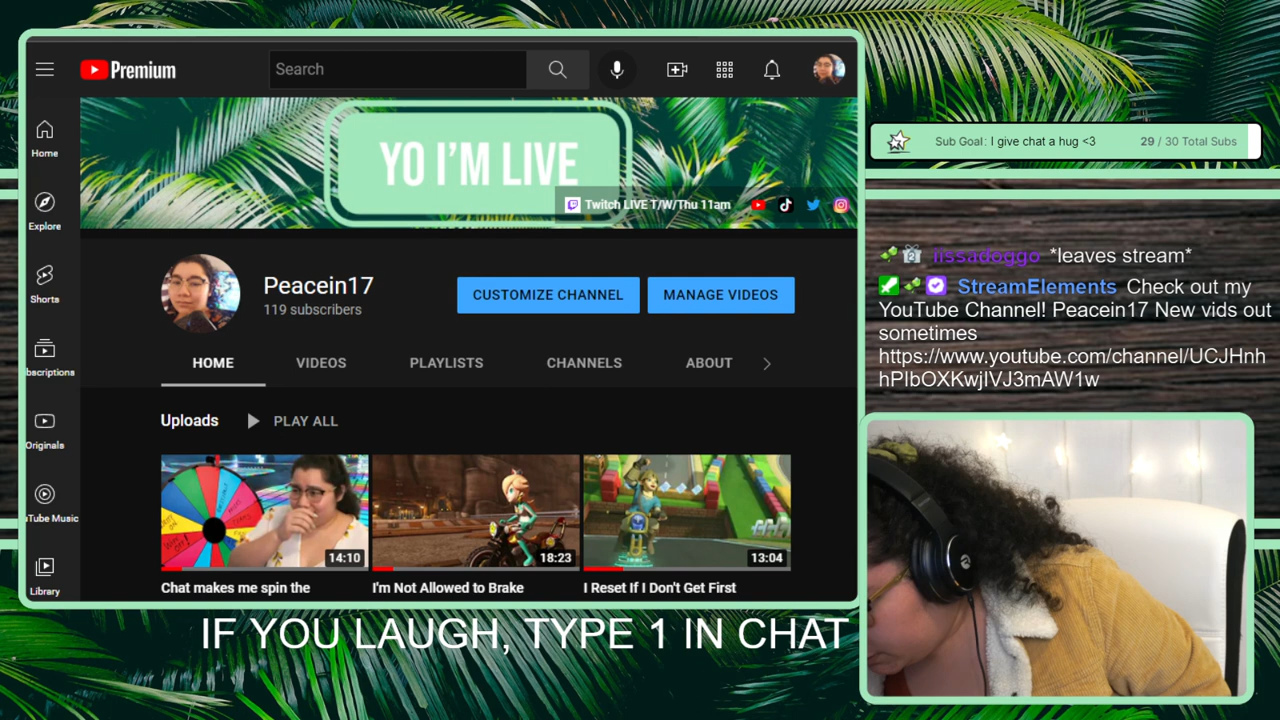 Premium
Search
Home
Explore
Shorts
bscriptions
Originals
Tube Music
Library
YO I'M LIVE
Twitch LIVE T/W/Thu 11am
Peacein17
119 subscribers
CUSTOMIZE CHANNEL
MANAGE VIDEOS
HOME
VIDEOS
PLAYLISTS
CHANNELS
ABOUT
Uploads
PLAY ALL
14:10
18:23
13:04
Chat makes me spin the
I'm Not Allowed to Brake
I Reset If I Don't Get First
IF YOU LAUGH, TYPE 1 IN CHAT
Sub Goal: I give chat a hug <3
29 / 30 Total Subs
lissadoggo *leaves stream*
StreamElements Check out my
YouTube Channel! Peacein17 New vids out
sometimes
https://www.youtube.com/channel/UCJHnh
hPIbOXKwjIVJ3mAW1w